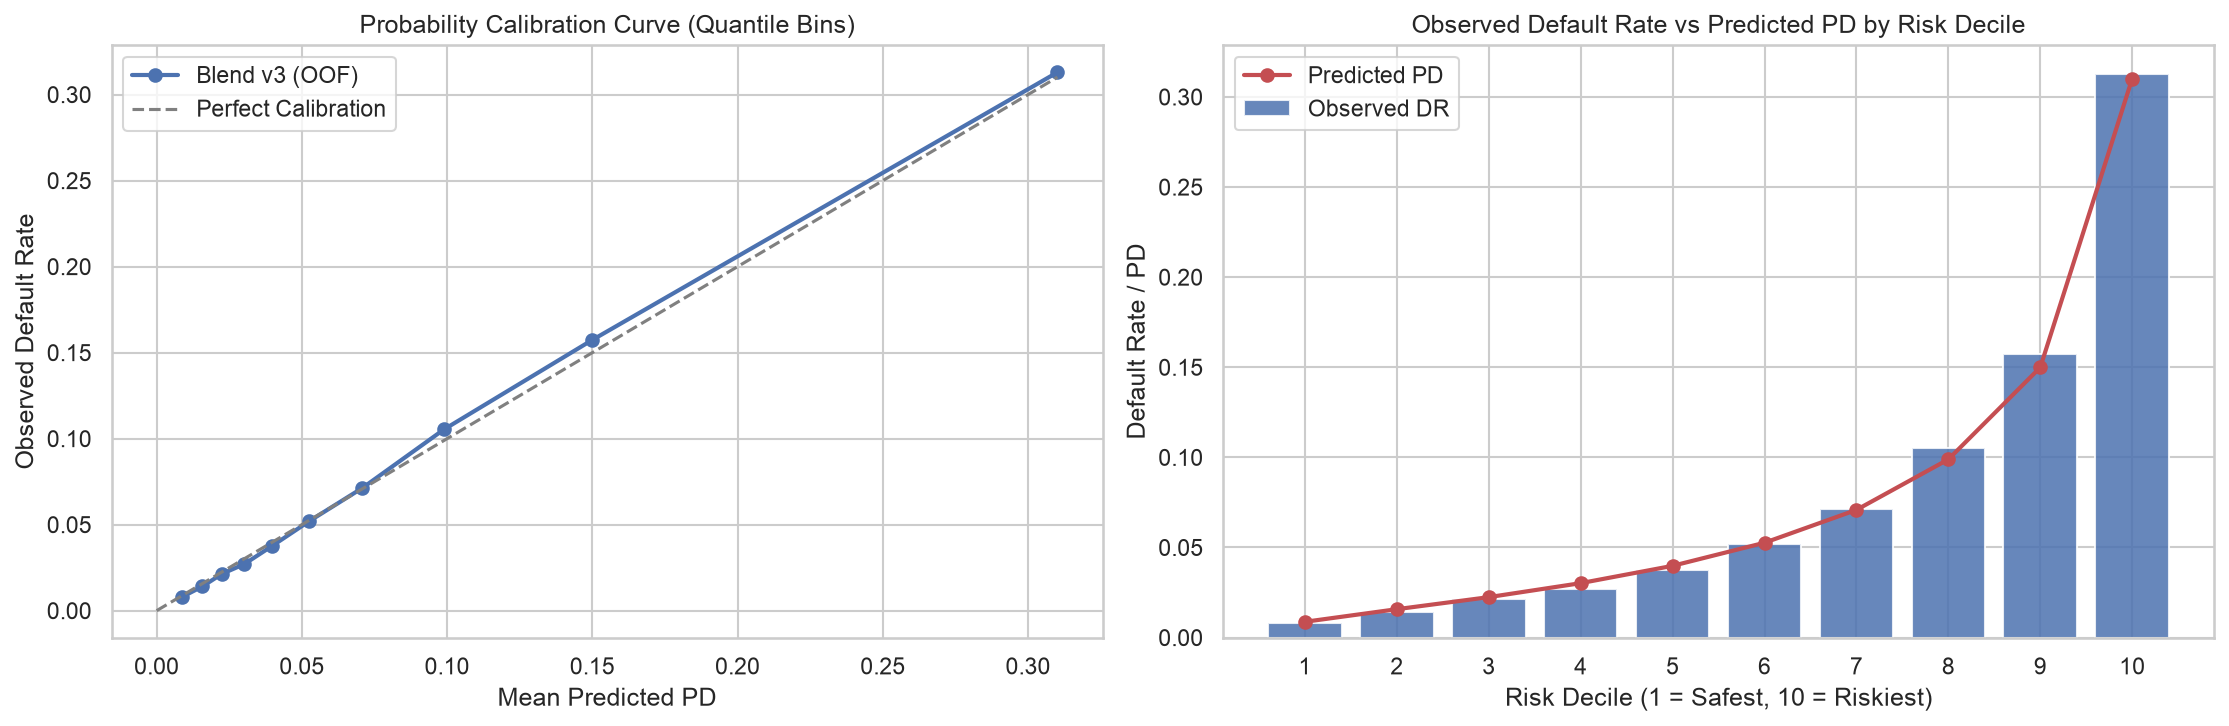 Probability Calibration Curve (Quantile Bins)
Blend v3 (OOF)
Perfect Calibration
Observed Default Rate
0.30
0.25
0.20
0.15
0.10
0.05
0.00
0.00 0.05 0.10 0.15 0.20 0.25 0.30
Mean Predicted PD
Observed Default Rate vs Predicted PD by Risk Decile
Predicted PD
Observed DR
Default Rate / PD
0.30
0.25
0.20
0.15
0.10
0.05
0.00
1 2 3 4 5 6 7 8 9 10
Risk Decile (1 = Safest, 10 = Riskiest)